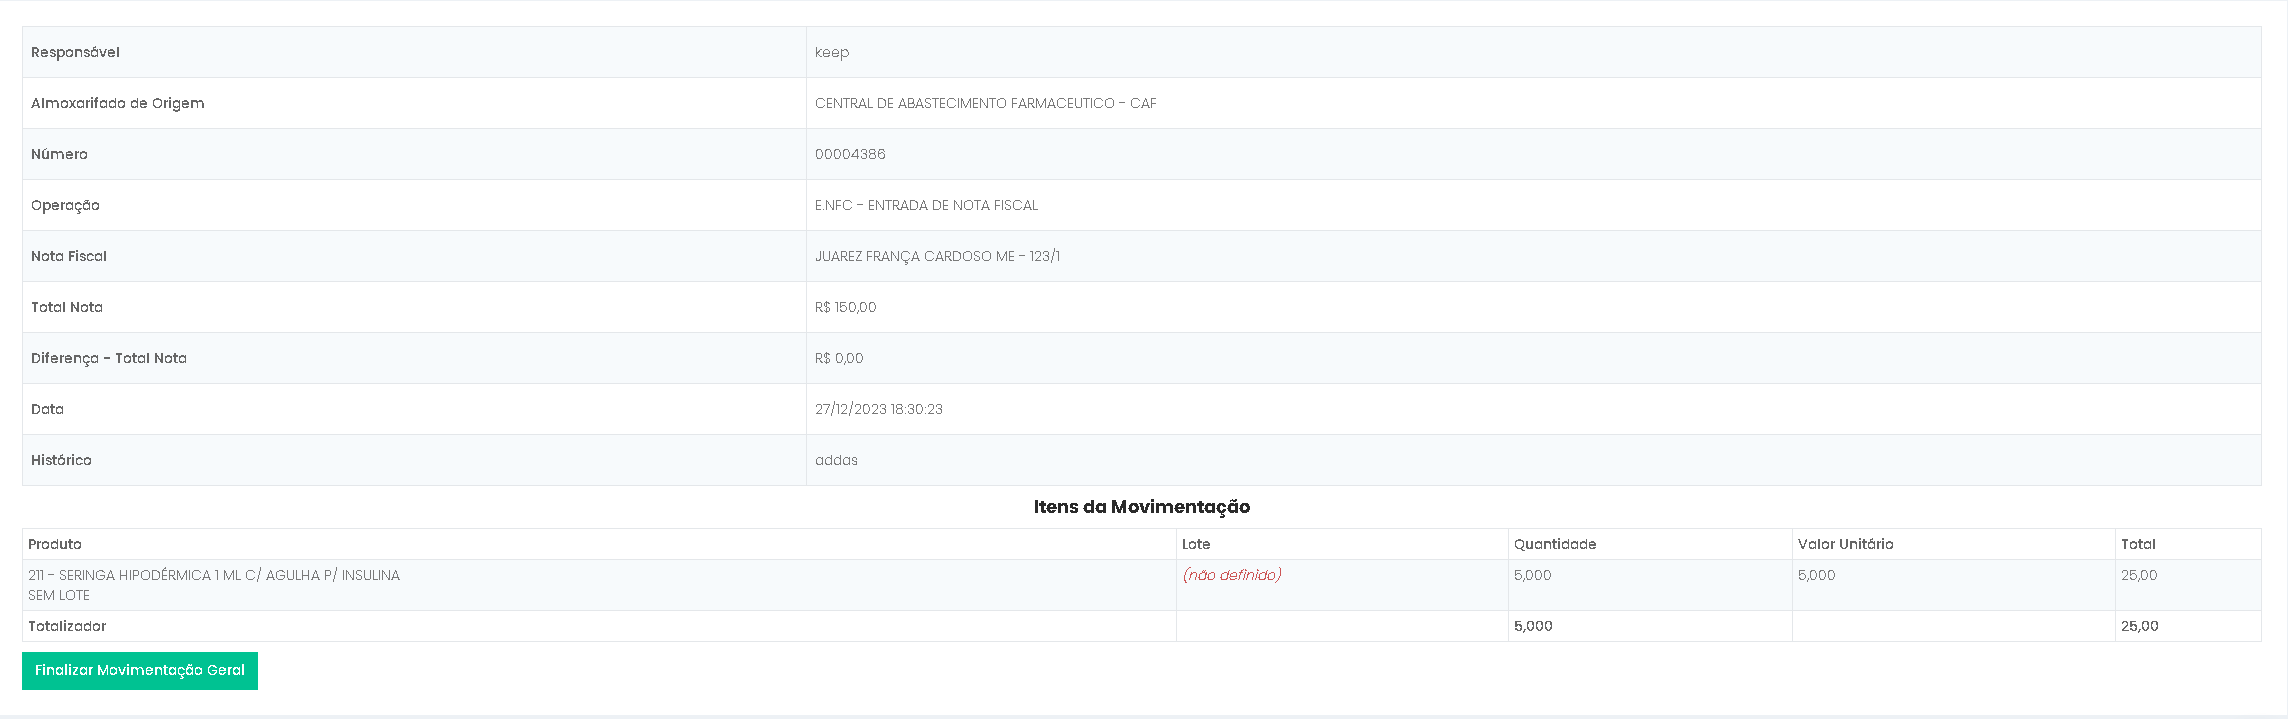 Responsável keep
Almoxarifado de Origem CENTRAL DE ABASTECIMENTO FARMACEUTICO - CAF
Número 00004386
Operação E.NFC - ENTRADA DE NOTA FISCAL
Nota Fiscal JUAREZ FRANÇA CARDOSO ME - 123/1
Total Nota R$ 150,00
Diferença - Total Nota R$ 0,00
Data 27/12/2023 18:30:23
Histórico addas
Itens da Movimentação
Produto Lote Quantidade Valor Unitário Total
211 - SERINGA HIPODÉRMICA 1 ML C/ AGULHA P/ INSULINA (não definido) 5,000 5,000 25,00
SEM LOTE
Totalizador 5,000 25,00
Finalizar Movimentação Geral